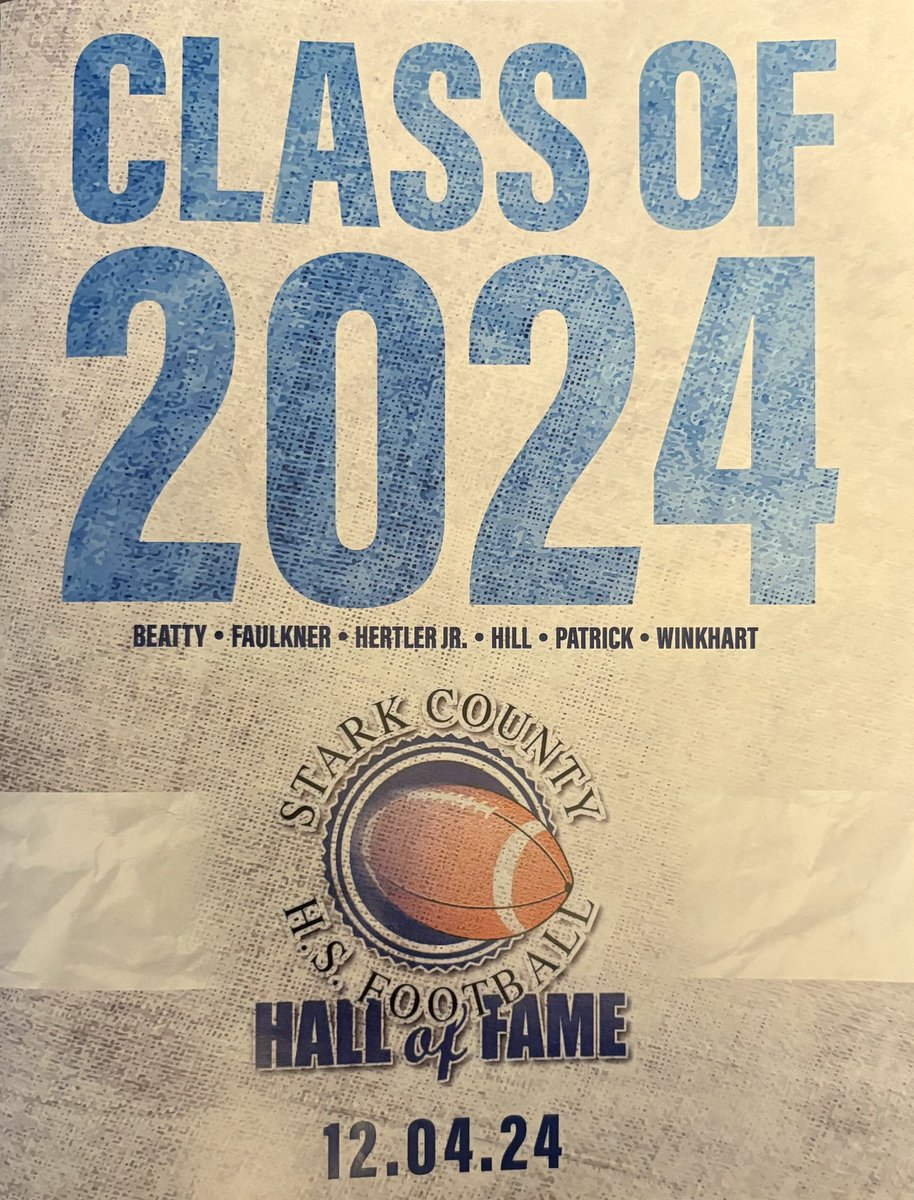 CLASS OF
2024
BEATTY • FAULKNER • HERTLER JR. • HILL • PATRICK • WINKHART
STARK COUNTY
H.S. FOOTBALL
HALL of FAME
12.04.24